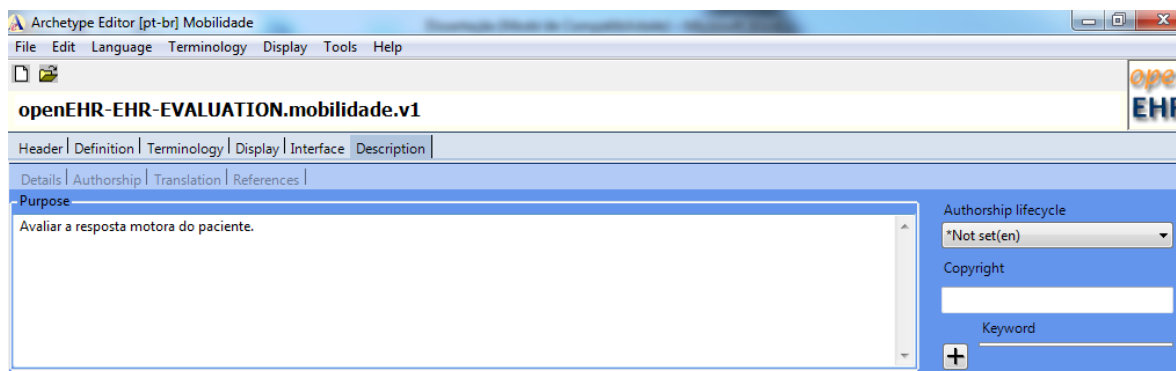 Archetype Editor [pt-br] Mobilidade
File Edit Language Terminology Display Tools Help
openEHR-EHR-EVALUATION.mobilidade.v1
ope
EHR
Header Definition Terminology Display Interface Description
Details Authorship Translation References
Purpose
Avaliar a resposta motora do paciente.
Authorship lifecycle
*Not set(en)
Copyright
Keyword